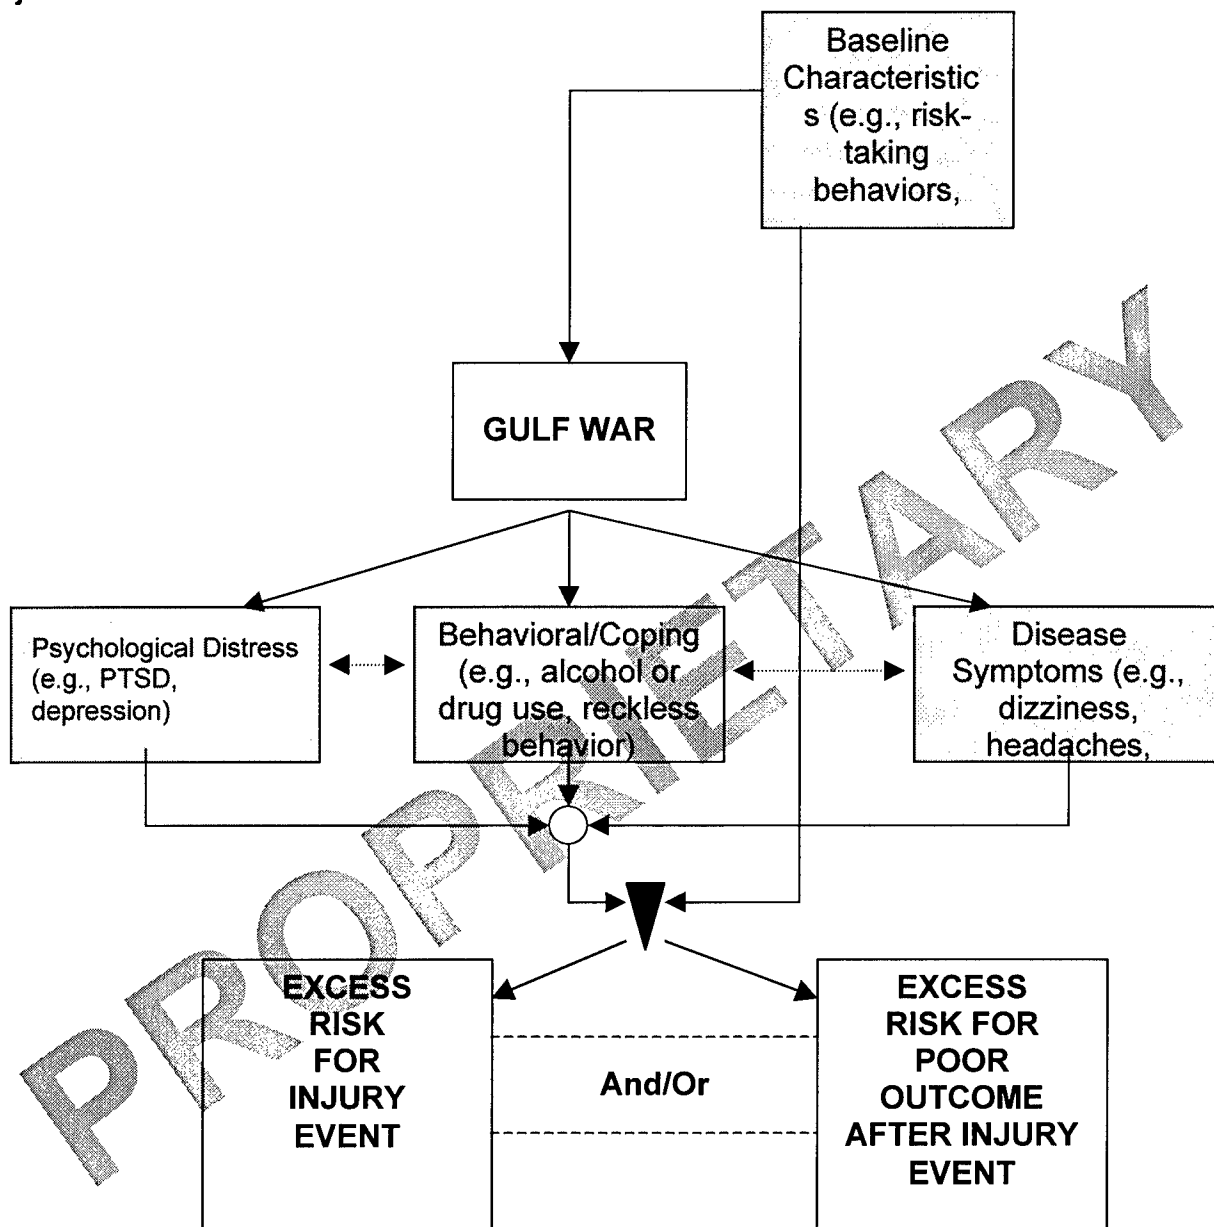 Baseline
Characteristic
s (e.g., risk-
taking
behaviors,
GULF WAR
Psychological Distress
(e.g., PTSD,
depression)
Behavioral/Coping
(e.g., alcohol or
drug use, reckless
behavior)
Disease
Symptoms (e.g.,
dizziness,
headaches,
EXCESS
RISK
FOR
INJURY
EVENT
And/Or
EXCESS
RISK FOR
POOR
OUTCOME
AFTER INJURY
EVENT
PROPRIETARY